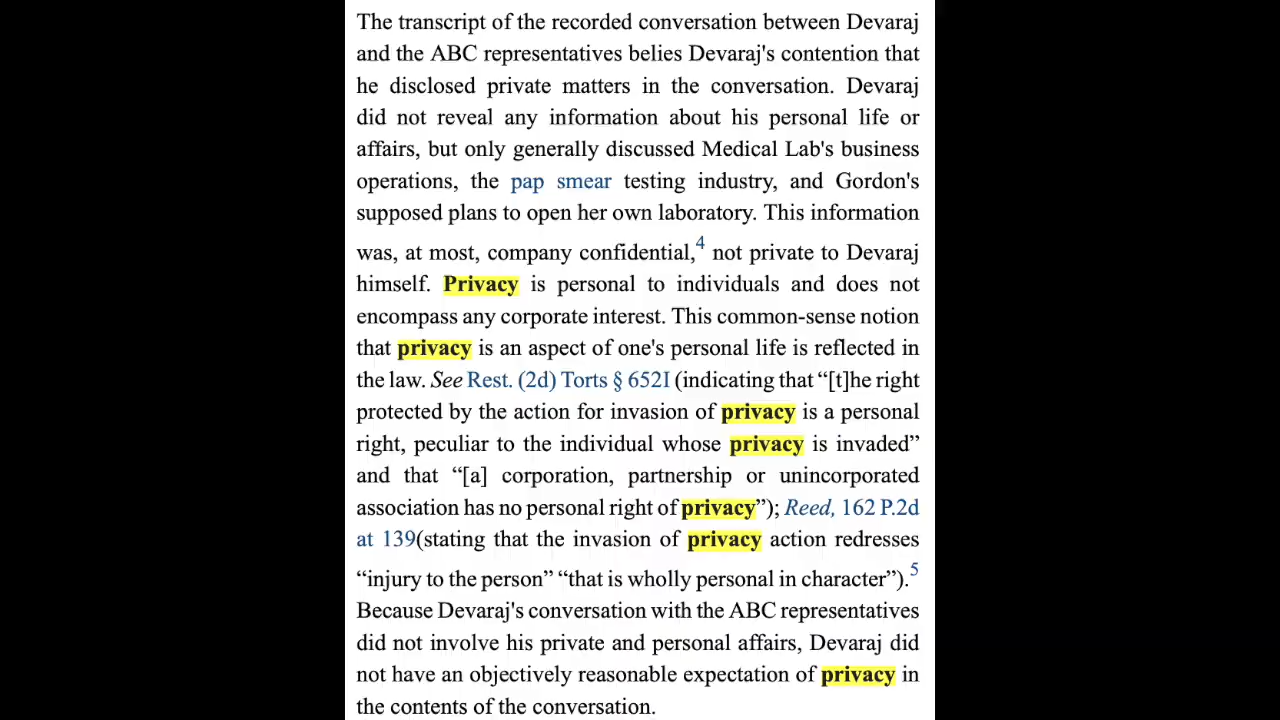 The transcript of the recorded conversation between Devaraj
and the ABC representatives belies Devaraj's contention that
he disclosed private matters in the conversation. Devaraj
did not reveal any information about his personal life or
affairs, but only generally discussed Medical Lab's business
operations, the pap smear testing industry, and Gordon's
supposed plans to open her own laboratory. This information
was, at most, company confidential,4 not private to Devaraj
himself. Privacy is personal to individuals and does not
encompass any corporate interest. This common-sense notion
that privacy is an aspect of one's personal life is reflected in
the law. See Rest. (2d) Torts § 652I (indicating that “[t]he right
protected by the action for invasion of privacy is a personal
right, peculiar to the individual whose privacy is invaded”
and that “[a] corporation, partnership or unincorporated
association has no personal right of privacy”); Reed, 162 P.2d
at 139(stating that the invasion of privacy action redresses
“injury to the person” “that is wholly personal in character”).5
Because Devaraj's conversation with the ABC representatives
did not involve his private and personal affairs, Devaraj did
not have an objectively reasonable expectation of privacy in
the contents of the conversation.